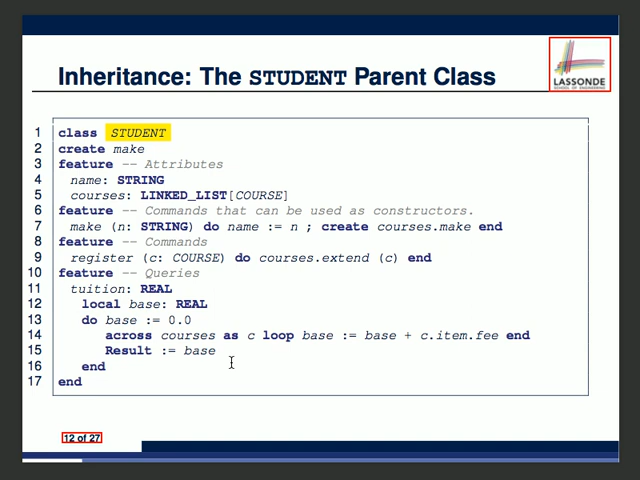 Inheritance: The STUDENT Parent Class
LASSONDE
SCHOOL OF ENGINEERING
1 class STUDENT
2 create make
3 feature -- Attributes
4 name: STRING
5 courses: LINKED_LIST[COURSE]
6 feature -- Commands that can be used as constructors.
7 make (n: STRING) do name := n ; create courses.make end
8 feature -- Commands
9 register (c: COURSE) do courses.extend (c) end
10 feature -- Queries
11 tuition: REAL
12 local base: REAL
13 do base := 0.0
14 across courses as c loop base := base + c.item.fee end
15 Result := base
16 end
17 end
12 of 27